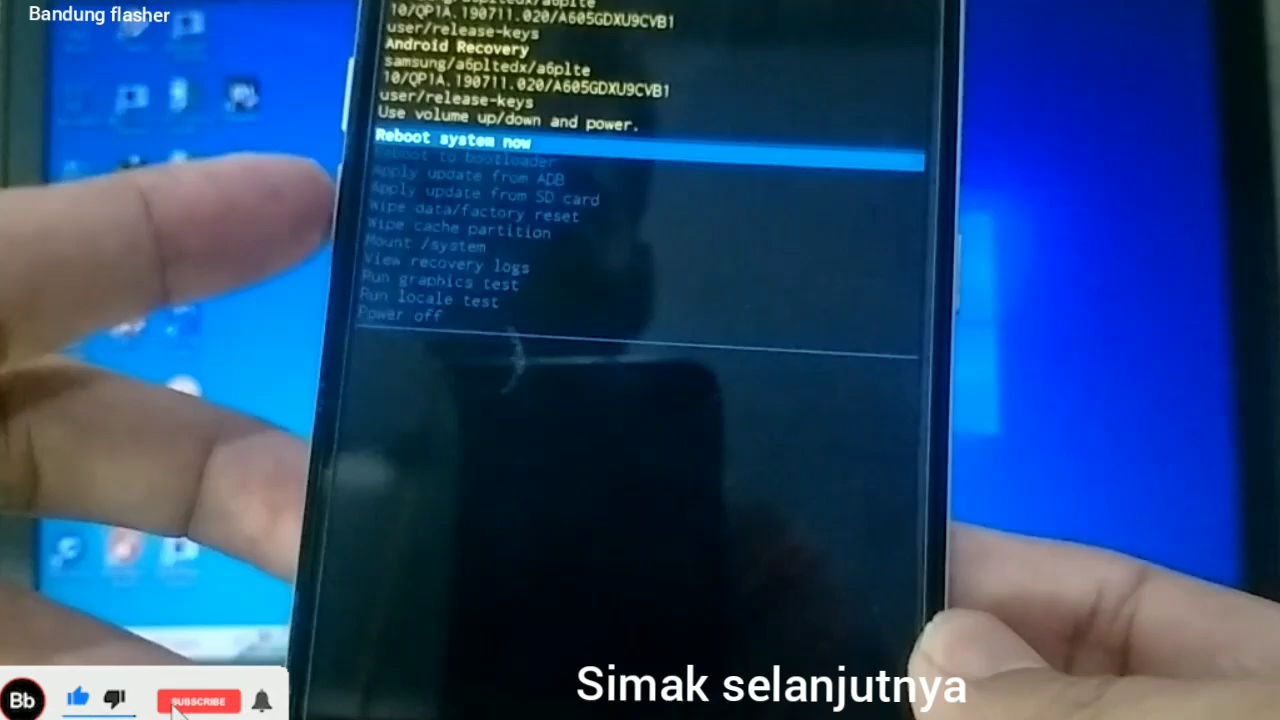 Bandung flasher
10/QP1A.190711.020/A605GDXU9CVB1
user/release-keys
Android Recovery
samsung/a6pltedx/a6plte
10/QP1A.190711.020/A605GDXU9CVB1
user/release-keys
Use volume up/down and power.
Reboot system now
Reboot to bootloader
Apply update from ADB
Apply update from SD card
Wipe data/factory reset
Wipe cache partition
Mount /system
View recovery logs
Run graphics test
Run locale test
Power off
Simak selanjutnya
Bb
SUBSCRIBE